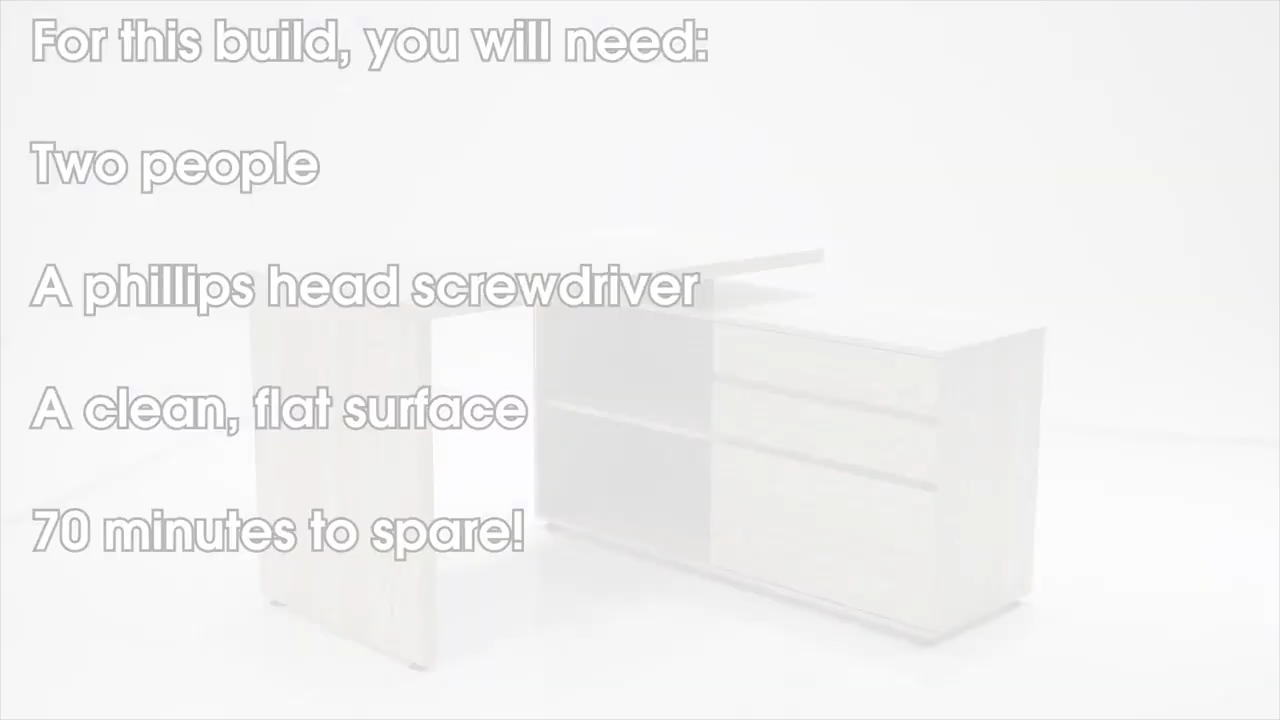 For this build, you will need:
Two people
A phillips head screwdriver
A clean, flat surface
70 minutes to spare!